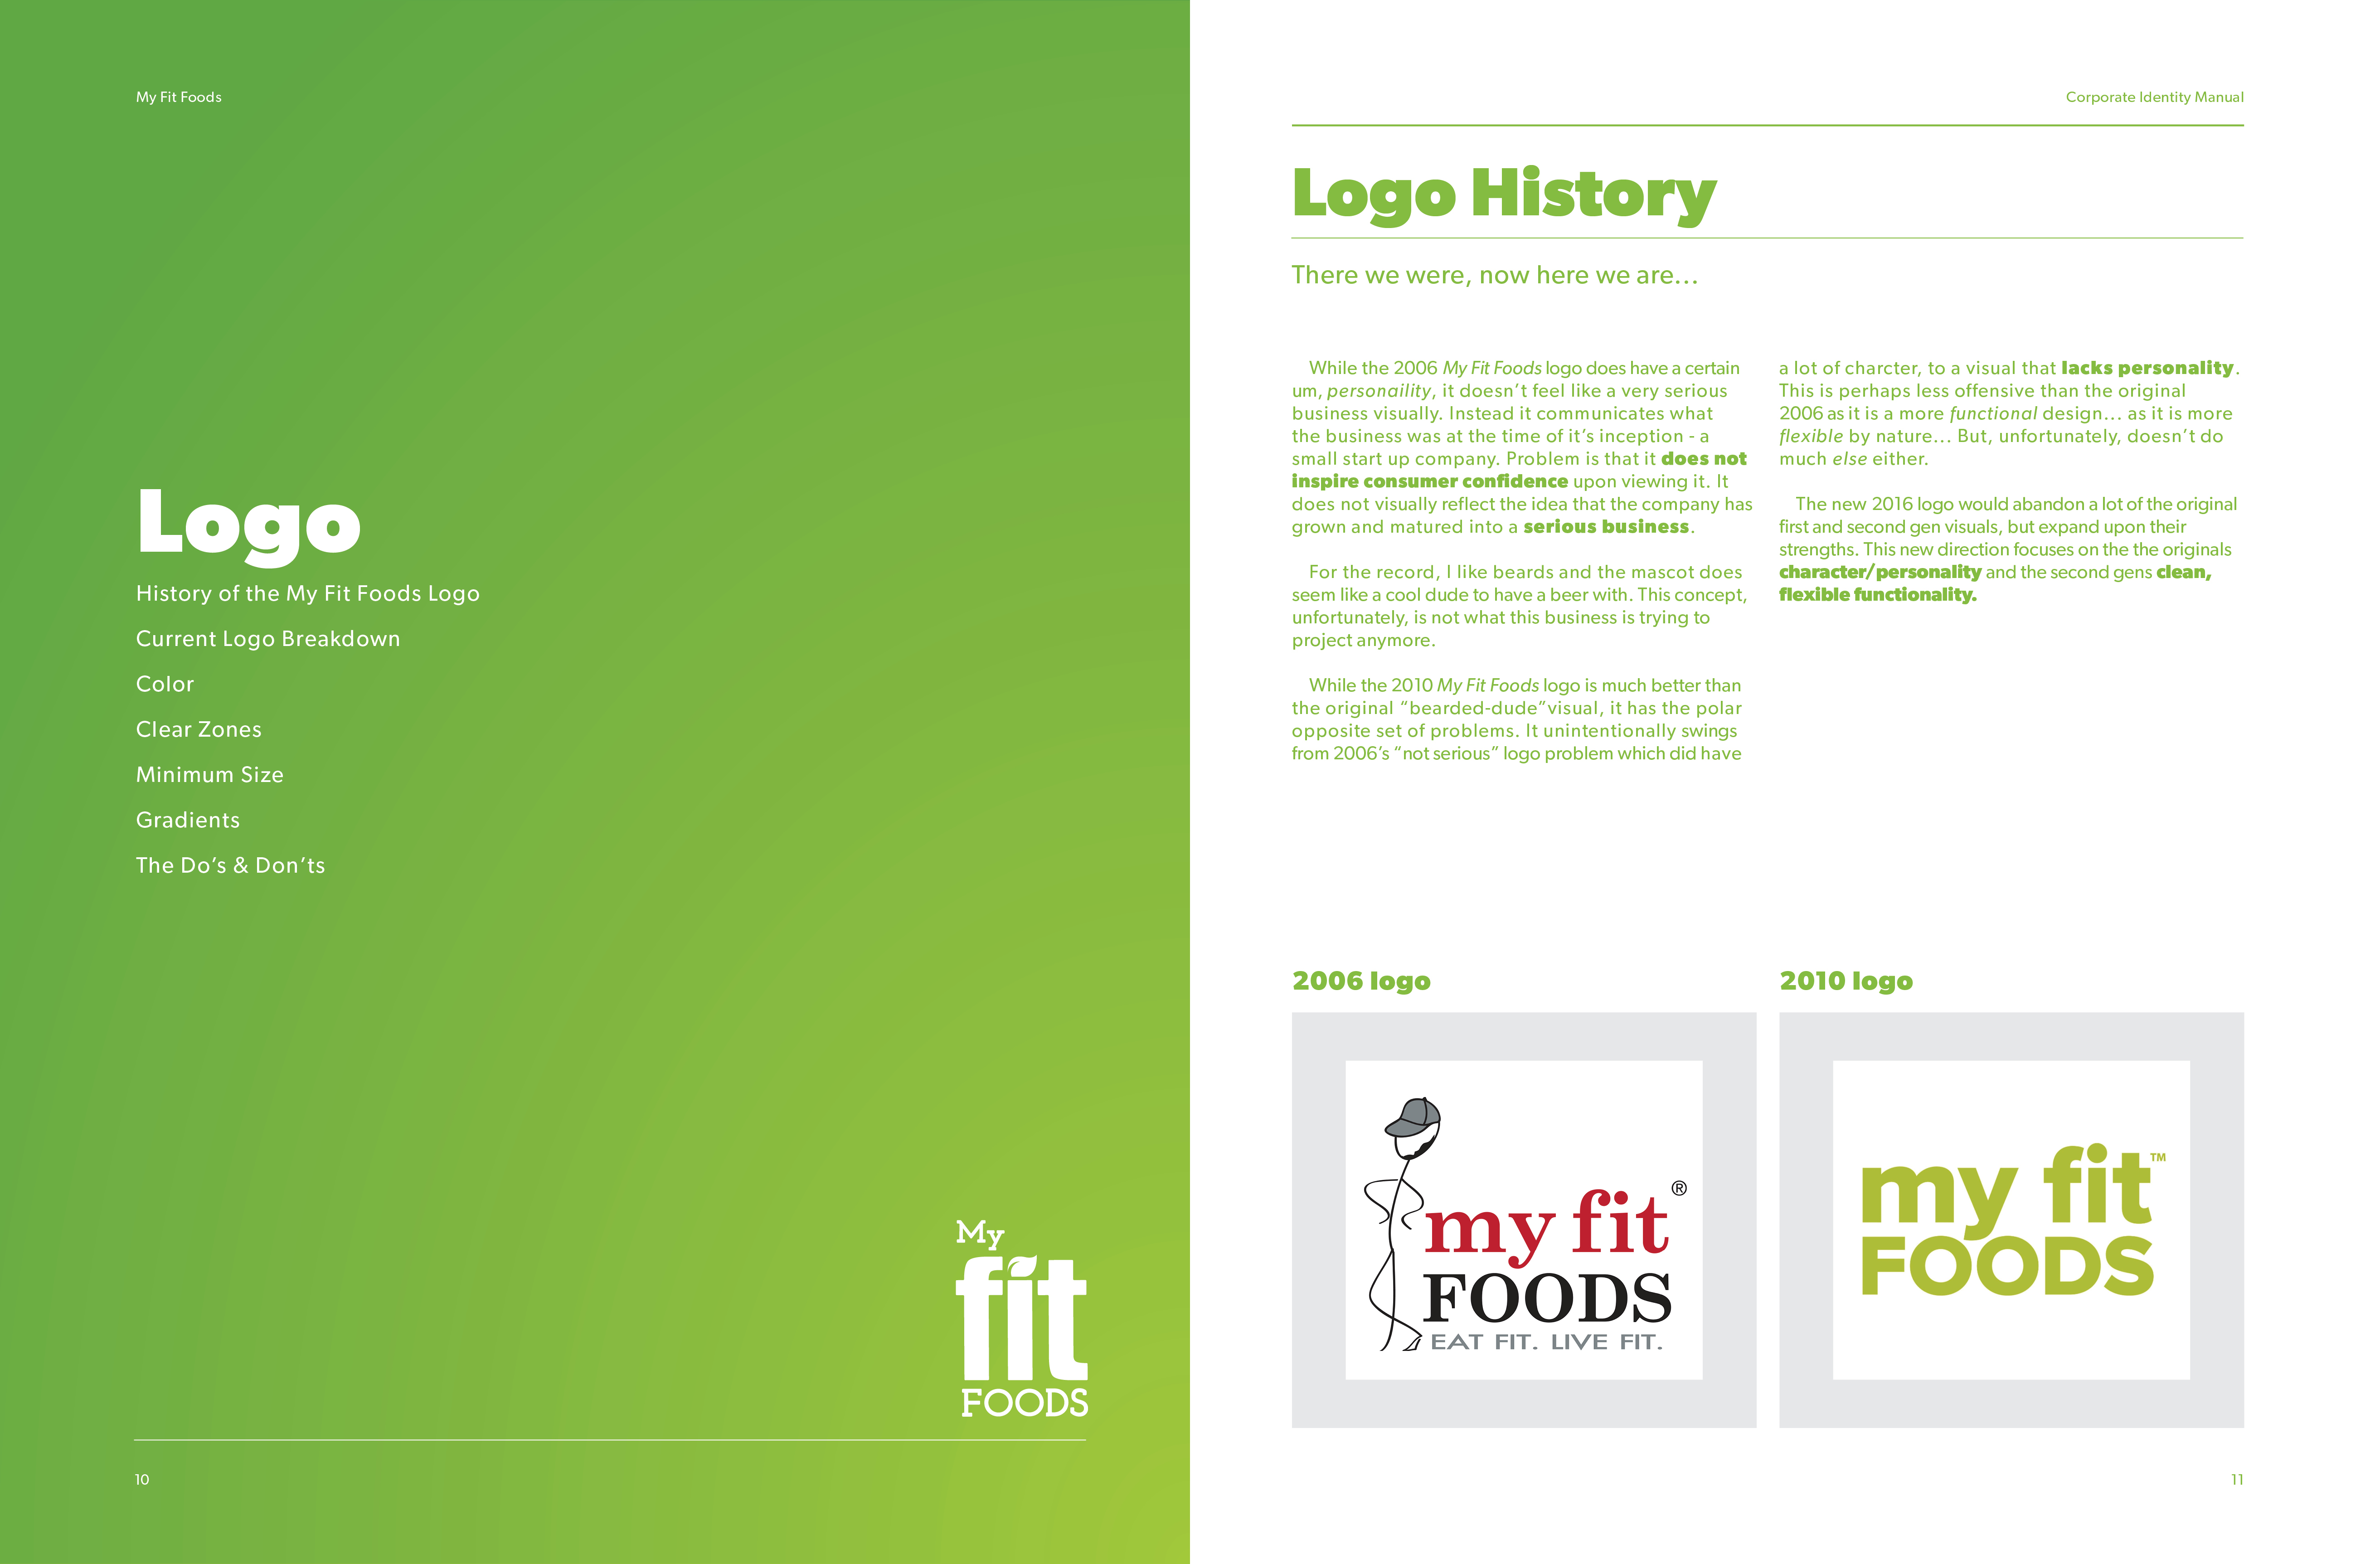 My Fit Foods
Logo
History of the My Fit Foods Logo
Current Logo Breakdown
Color
Clear Zones
Minimum Size
Gradients
The Do's & Don'ts
My
fit
FOODS
10
Corporate Identity Manual
Logo History
There we were, now here we are...
While the 2006 My Fit Foods logo does have a certain
um, personaility, it doesn't feel like a very serious
business visually. Instead it communicates what
the business was at the time of it's inception - a
small start up company. Problem is that it does not
inspire consumer confidence upon viewing it. It
does not visually reflect the idea that the company has
grown and matured into a serious business.
For the record, I like beards and the mascot does
seem like a cool dude to have a beer with. This concept,
unfortunately, is not what this business is trying to
project anymore.
While the 2010 My Fit Foods logo is much better than
the original "bearded-dude"visual, it has the polar
opposite set of problems. It unintentionally swings
from 2006's "not serious" logo problem which did have
a lot of charcter, to a visual that lacks personality.
This is perhaps less offensive than the original
2006 as it is a more functional design... as it is more
flexible by nature... But, unfortunately, doesn't do
much else either.
The new 2016 logo would abandon a lot of the original
first and second gen visuals, but expand upon their
strengths. This new direction focuses on the the originals
character/personality and the second gens clean,
flexible functionality.
2006 logo
my fit ®
FOODS
EAT FIT. LIVE FIT.
2010 logo
my fit ™
FOODS
11